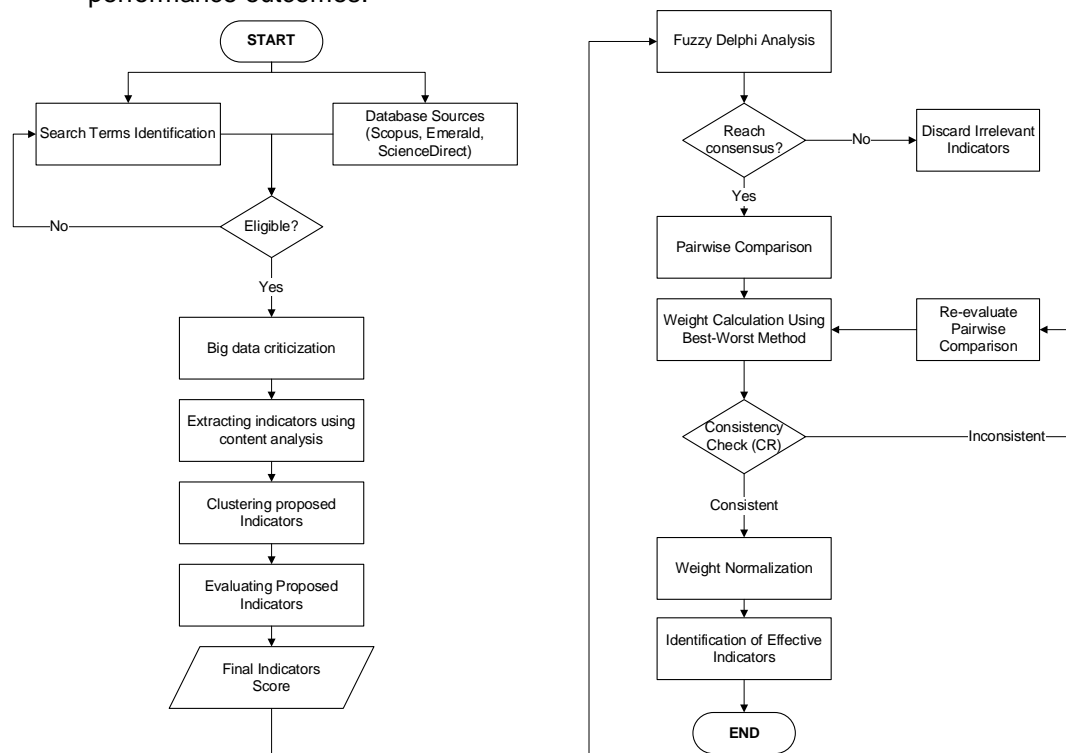 performance outcomes.
START
Search Terms Identification
Database Sources
(Scopus, Emerald,
ScienceDirect)
Eligible?
No
Yes
Big data criticization
Extracting indicators using
content analysis
Clustering proposed
Indicators
Evaluating Proposed
Indicators
Final Indicators
Score
Fuzzy Delphi Analysis
Reach
consensus?
No
Discard Irrelevant
Indicators
Yes
Pairwise Comparison
Weight Calculation Using
Best-Worst Method
Re-evaluate
Pairwise
Comparison
Consistency
Check (CR)
Inconsistent
Consistent
Weight Normalization
Identification of Effective
Indicators
END